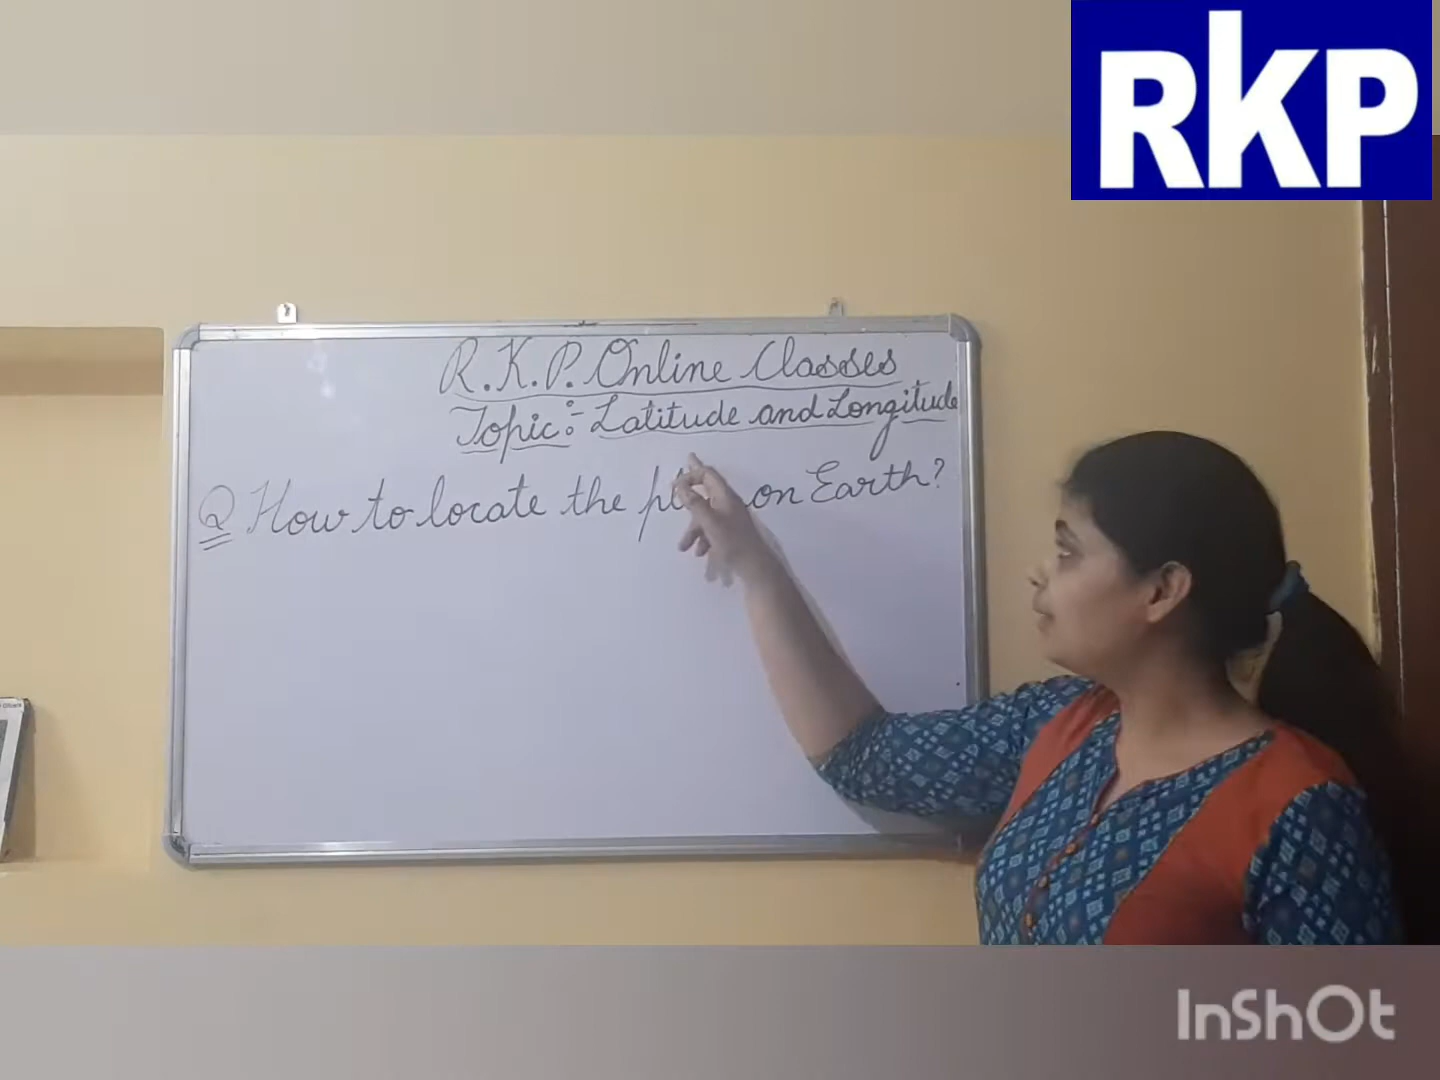 RKP
R.K.P. Online Classes
Topic:- Latitude and Longitude
Q How to locate the on Earth?
InShOt